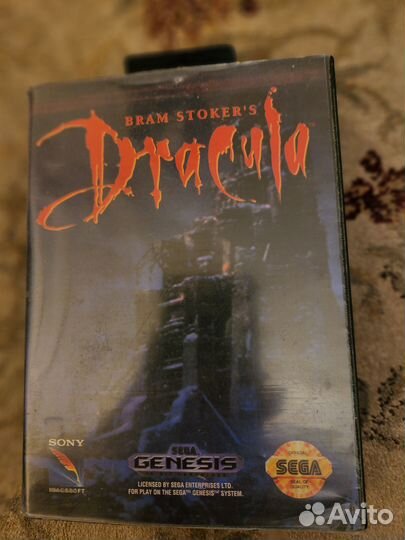 BRAM STOKER'S
Dracula
SONY
IMAGESOFT
SEGA
GENESIS
LICENSED BY SEGA ENTERPRISES LTD.
FOR PLAY ON THE SEGA™ GENESIS™ SYSTEM.
OFFICIAL
SEGA
SEAL OF
QUALITY
Avito